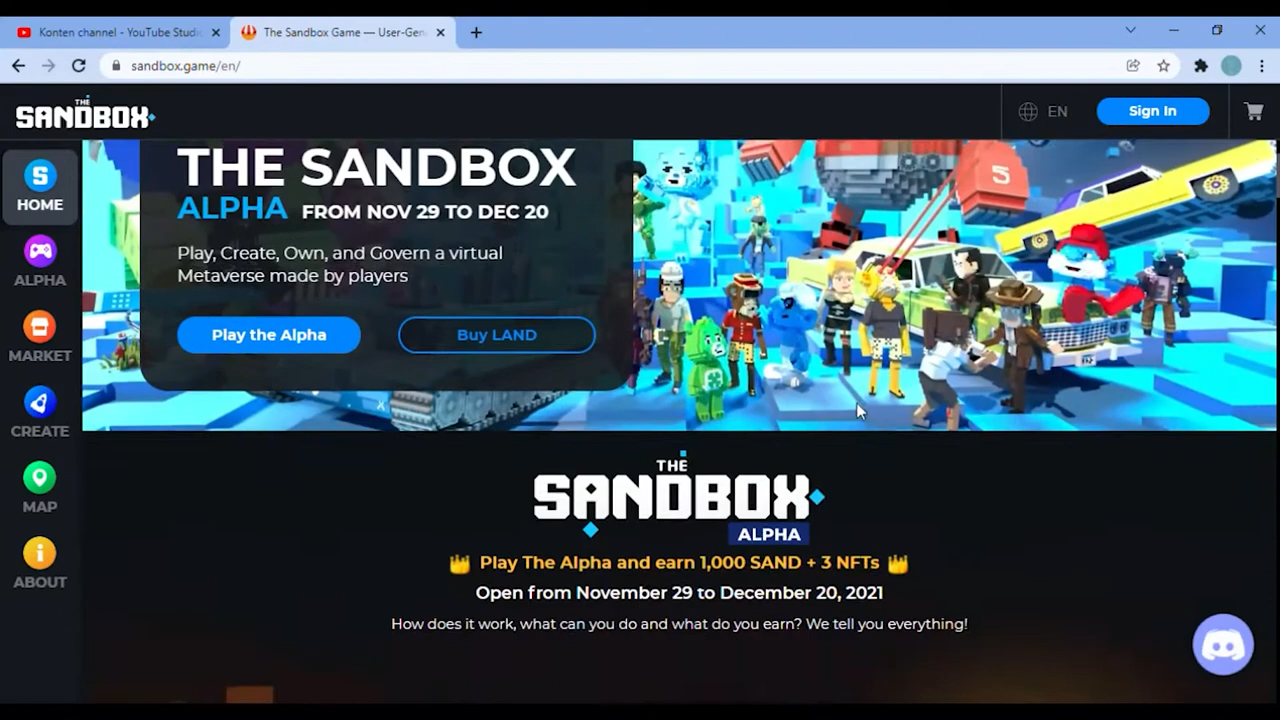 Konten channel - YouTube Studi
The Sandbox Game — User-Gen
sandbox.game/en/
THE SANDBOX
EN
Sign In
HOME
ALPHA
MARKET
CREATE
MAP
ABOUT
THE SANDBOX
ALPHA FROM NOV 29 TO DEC 20
Play, Create, Own, and Govern a virtual
Metaverse made by players
Play the Alpha
Buy LAND
5
THE
SANDBOX
ALPHA
Play The Alpha and earn 1,000 SAND + 3 NFTs
Open from November 29 to December 20, 2021
How does it work, what can you do and what do you earn? We tell you everything!